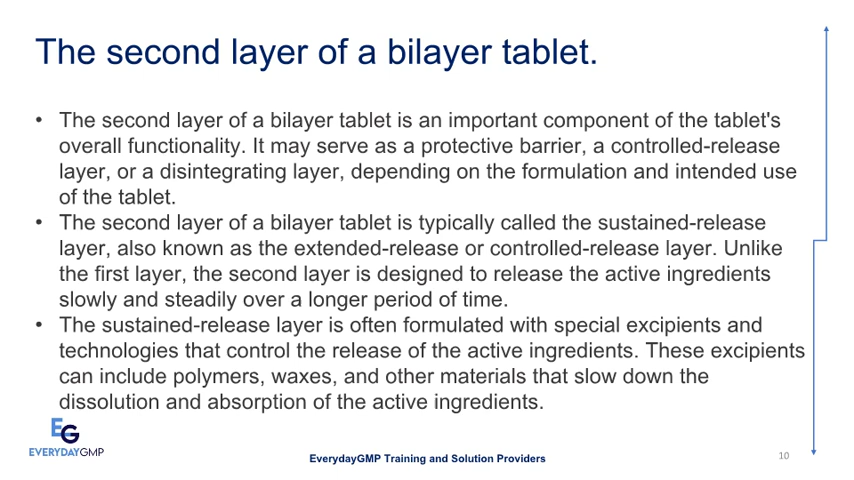 The second layer of a bilayer tablet.
• The second layer of a bilayer tablet is an important component of the tablet's
overall functionality. It may serve as a protective barrier, a controlled-release
layer, or a disintegrating layer, depending on the formulation and intended use
of the tablet.
• The second layer of a bilayer tablet is typically called the sustained-release
layer, also known as the extended-release or controlled-release layer. Unlike
the first layer, the second layer is designed to release the active ingredients
slowly and steadily over a longer period of time.
• The sustained-release layer is often formulated with special excipients and
technologies that control the release of the active ingredients. These excipients
can include polymers, waxes, and other materials that slow down the
dissolution and absorption of the active ingredients.
EG
EVERYDAYGMP
EverydayGMP Training and Solution Providers
10